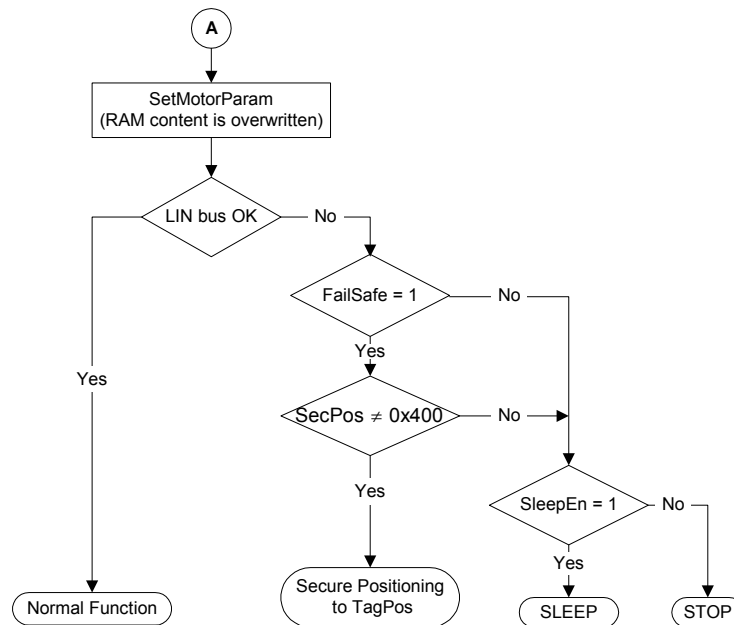 A
SetMotorParam
(RAM content is overwritten)
LIN bus OK
No
FailSafe = 1
No
Yes
Yes
SecPos ≠ 0x400
No
Yes
SleepEn = 1
No
Yes
Normal Function
Secure Positioning
to TagPos
SLEEP
STOP